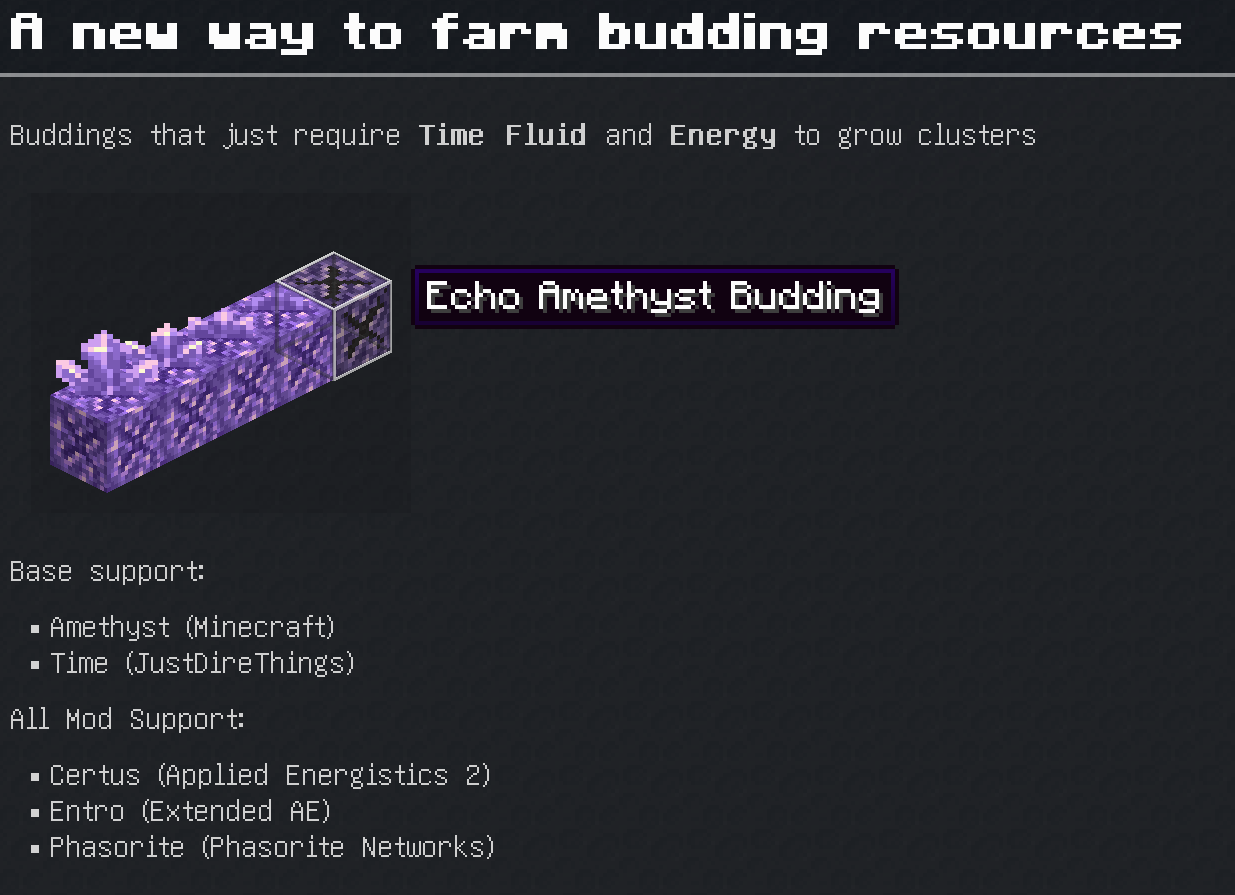 A new way to farm budding resources
Buddings that just require Time Fluid and Energy to grow clusters
Echo Amethyst Budding
Base support:
▪ Amethyst (Minecraft)
▪ Time (JustDireThings)
All Mod Support:
▪ Certus (Applied Energistics 2)
▪ Entro (Extended AE)
▪ Phasorite (Phasorite Networks)